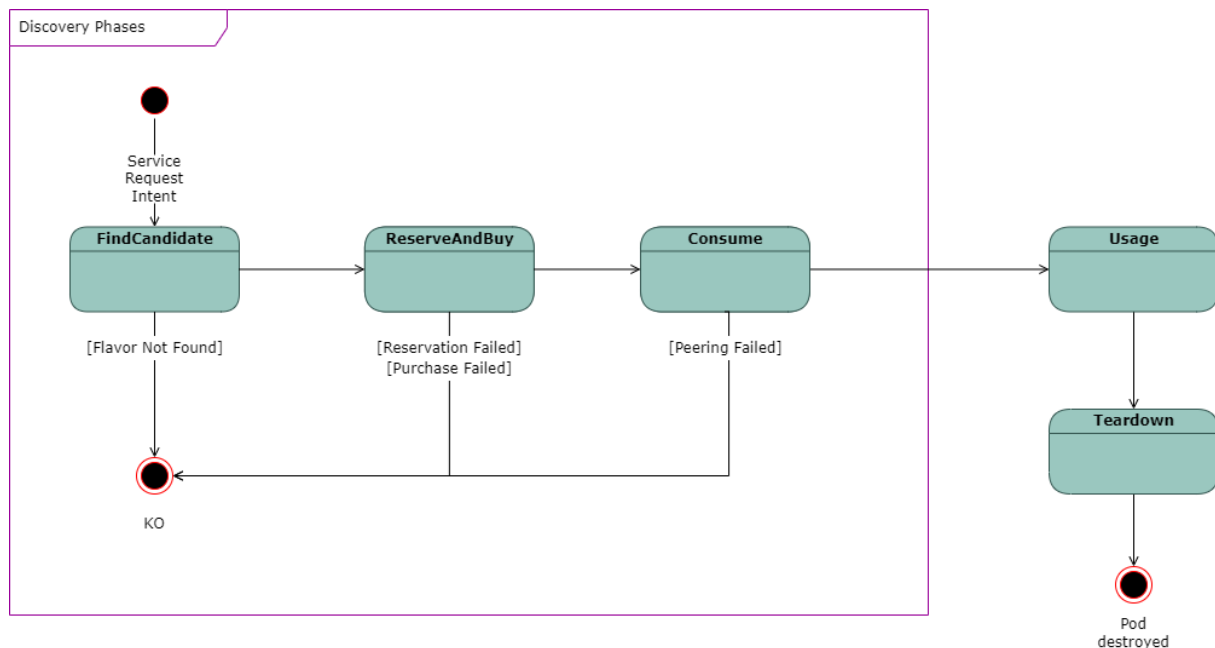 Discovery Phases
Service
Request
Intent
FindCandidate
ReserveAndBuy
Consume
Usage
[Flavor Not Found]
[Reservation Failed]
[Purchase Failed]
[Peering Failed]
Teardown
KO
Pod
destroyed